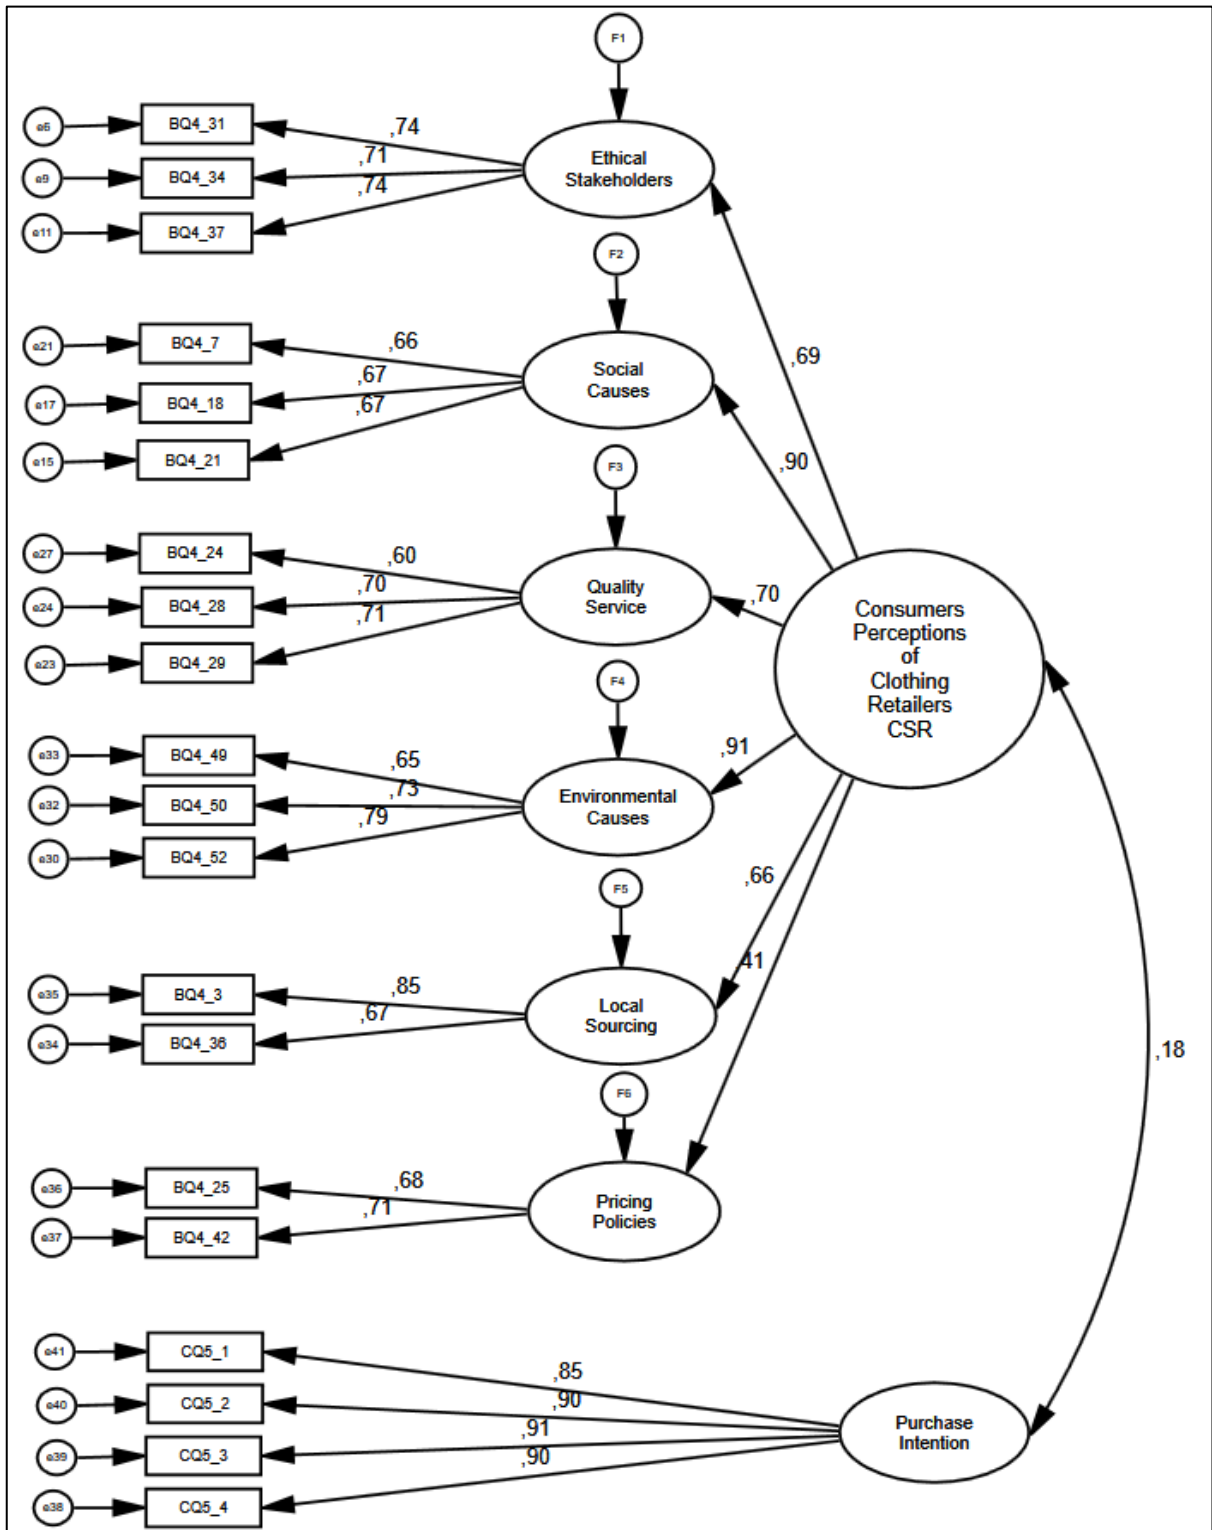 F1
e6
BQ4_31
,74
Ethical
Stakeholders
e9
BQ4_34
,71
e11
BQ4_37
,74
F2
e21
BQ4_7
,66
Social
Causes
e17
BQ4_18
,67
e15
BQ4_21
,67
,69
,90
F3
e27
BQ4_24
,60
Quality
Service
e24
BQ4_28
,70
e23
BQ4_29
,71
,70
Consumers
Perceptions
of
Clothing
Retailers
CSR
F4
e33
BQ4_49
,65
Environmental
Causes
e32
BQ4_50
,73
e30
BQ4_52
,79
,91
,66
,41
F5
e35
BQ4_3
,85
Local
Sourcing
e34
BQ4_36
,67
,18
F6
e36
BQ4_25
,68
Pricing
Policies
e37
BQ4_42
,71
e41
CQ5_1
,85
e40
CQ5_2
,90
Purchase
Intention
e39
CQ5_3
,91
e38
CQ5_4
,90